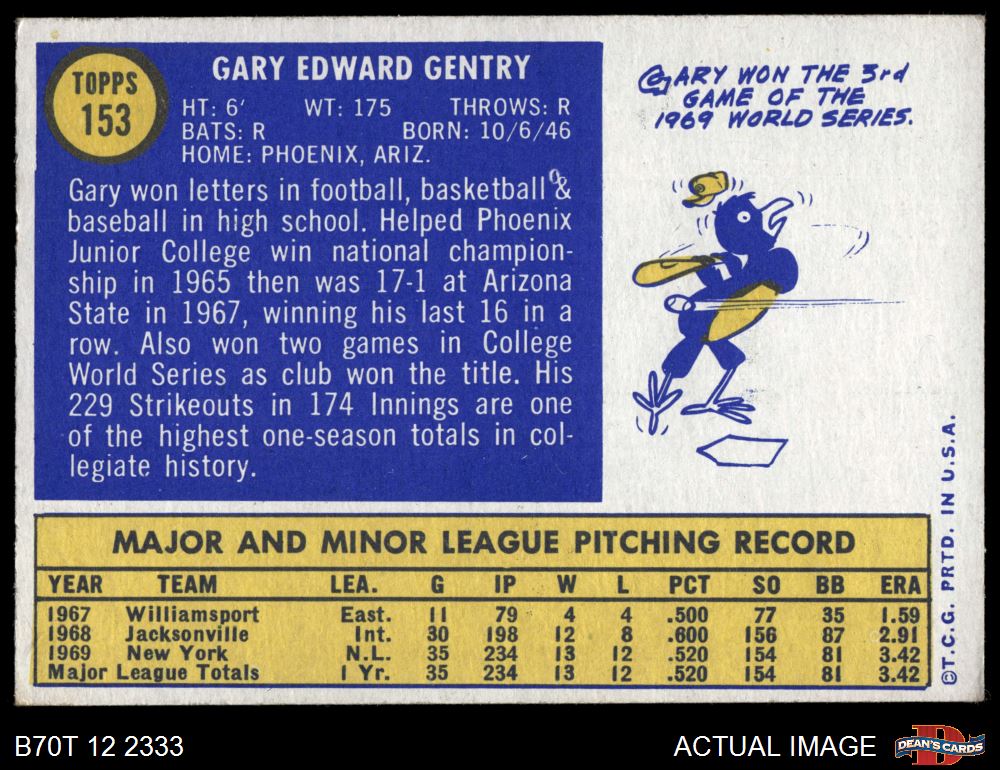 TOPPS
153
GARY EDWARD GENTRY
HT: 6' WT: 175 THROWS: R
BATS: R BORN: 10/6/46
HOME: PHOENIX, ARIZ.
Gary won letters in football, basketball &
baseball in high school. Helped Phoenix
Junior College win national champion-
ship in 1965 then was 17-1 at Arizona
State in 1967, winning his last 16 in a
row. Also won two games in College
World Series as club won the title. His
229 Strikeouts in 174 Innings are one
of the highest one-season totals in col-
legiate history.
GARY WON THE 3rd
GAME OF THE
1969 WORLD SERIES.
MAJOR AND MINOR LEAGUE PITCHING RECORD
YEAR TEAM LEA. G IP W L PCT SO BB ERA
1967 Williamsport East. 11 79 4 4 .500 77 35 1.59
1968 Jacksonville Int. 30 198 12 8 .600 156 87 2.91
1969 New York N.L. 35 234 13 12 .520 154 81 3.42
Major League Totals 1 Yr. 35 234 13 12 .520 154 81 3.42
©T.C.G. PRTD. IN U.S.A.
B70T 12 2333
ACTUAL IMAGE
D
DEAN'S CARDS